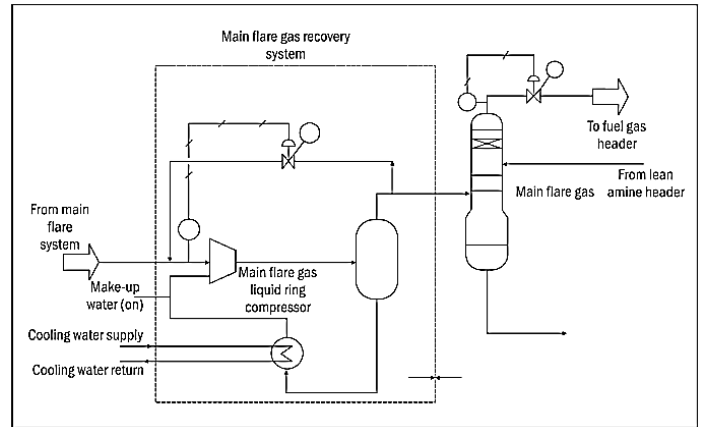 Main flare gas recovery
system
To fuel gas
header
From lean
amine header
Main flare gas
From main
flare system
Main flare gas
liquid ring
compressor
Make-up
water (on)
Cooling water supply
Cooling water return